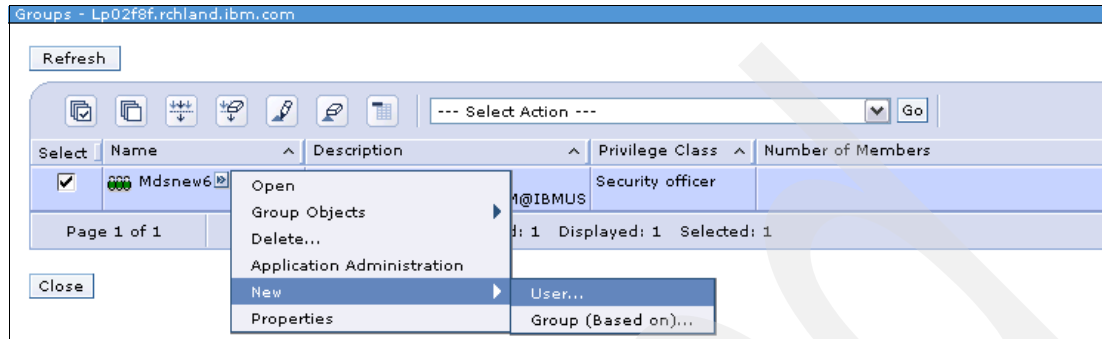 Groups - Lp02f8f.rchland.ibm.com
Refresh
--- Select Action --- Go
Select Name Description Privilege Class Number of Members
Mdsnew6 M@IBMUS Security officer
Page 1 of 1 d: 1 Displayed: 1 Selected: 1
Open
Group Objects
Delete...
Application Administration
New
Properties
User...
Group (Based on)...
Close